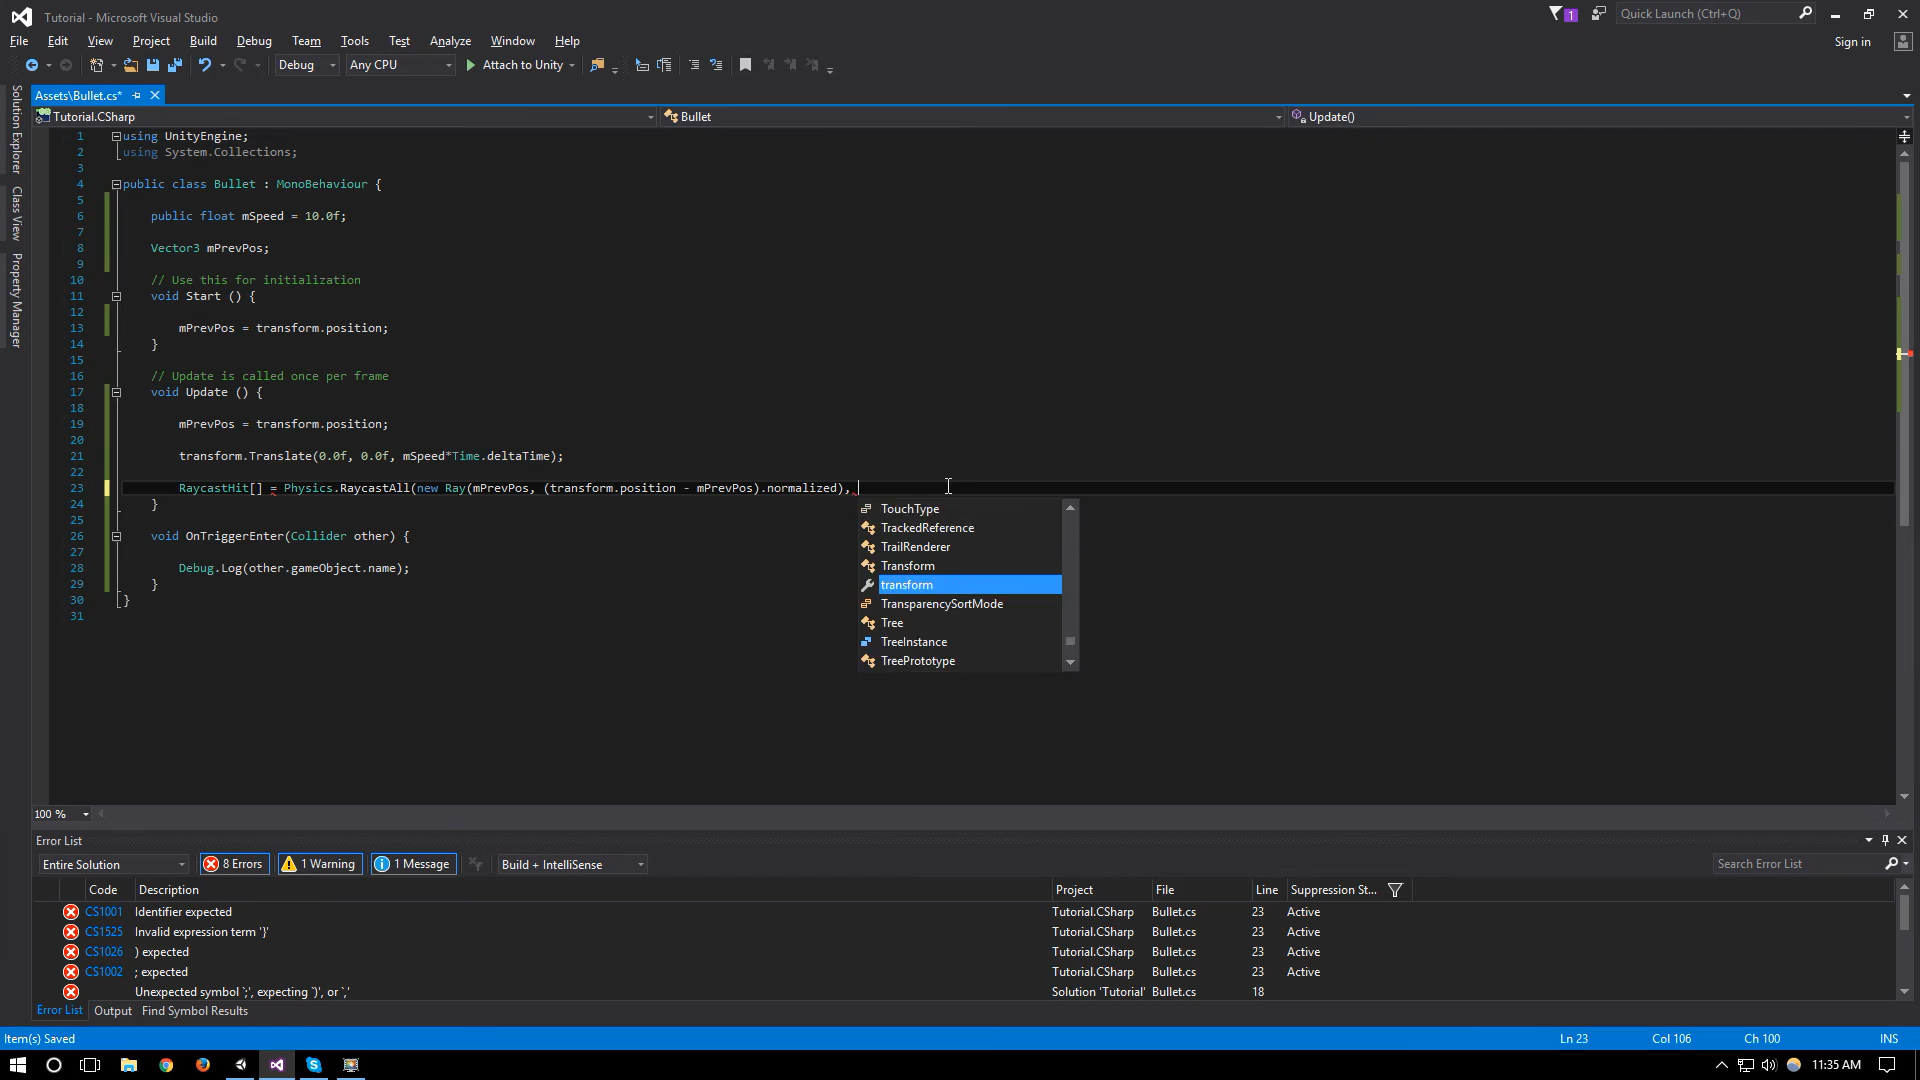 Tutorial - Microsoft Visual Studio
1
Quick Launch (Ctrl+Q)
File Edit View Project Build Debug Team Tools Test Analyze Window Help
Sign in
Debug Any CPU Attach to Unity
Assets\Bullet.cs*
Tutorial.CSharp Bullet Update()
Solution Explorer
Class View
Property Manager
1 using UnityEngine;
2 using System.Collections;
3
4 public class Bullet : MonoBehaviour {
5
6 public float mSpeed = 10.0f;
7
8 Vector3 mPrevPos;
9
10 // Use this for initialization
11 void Start () {
12
13 mPrevPos = transform.position;
14 }
15
16 // Update is called once per frame
17 void Update () {
18
19 mPrevPos = transform.position;
20
21 transform.Translate(0.0f, 0.0f, mSpeed*Time.deltaTime);
22
23 RaycastHit[] = Physics.RaycastAll(new Ray(mPrevPos, (transform.position - mPrevPos).normalized),
24 }
25
26 void OnTriggerEnter(Collider other) {
27
28 Debug.Log(other.gameObject.name);
29 }
30 }
31
TouchType
TrackedReference
TrailRenderer
Transform
transform
TransparencySortMode
Tree
TreeInstance
TreePrototype
100 %
Error List
Entire Solution 8 Errors 1 Warning 1 Message Build + IntelliSense Search Error List
Code Description Project File Line Suppression St...
CS1001 Identifier expected Tutorial.CSharp Bullet.cs 23 Active
CS1525 Invalid expression term '}' Tutorial.CSharp Bullet.cs 23 Active
CS1026 ) expected Tutorial.CSharp Bullet.cs 23 Active
CS1002 ; expected Tutorial.CSharp Bullet.cs 23 Active
Unexpected symbol `;', expecting `)', or `,' Solution 'Tutorial' Bullet.cs 18
Error List Output Find Symbol Results
Item(s) Saved Ln 23 Col 106 Ch 100 INS
11:35 AM